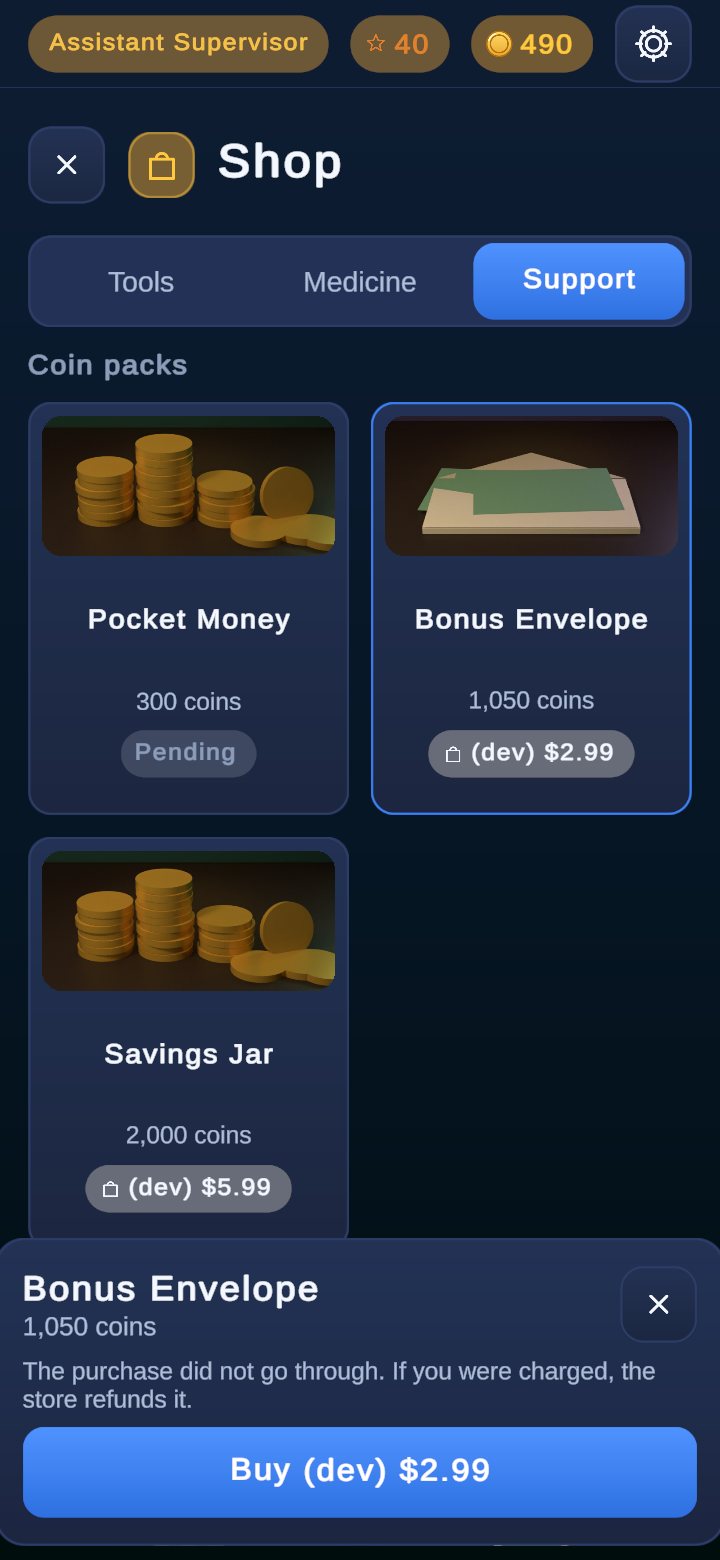 Assistant Supervisor
40
490
Shop
Tools
Medicine
Support
Coin packs
Pocket Money
300 coins
Pending
Bonus Envelope
1,050 coins
(dev) $2.99
Savings Jar
2,000 coins
(dev) $5.99
Bonus Envelope
1,050 coins
The purchase did not go through. If you were charged, the
store refunds it.
Buy (dev) $2.99